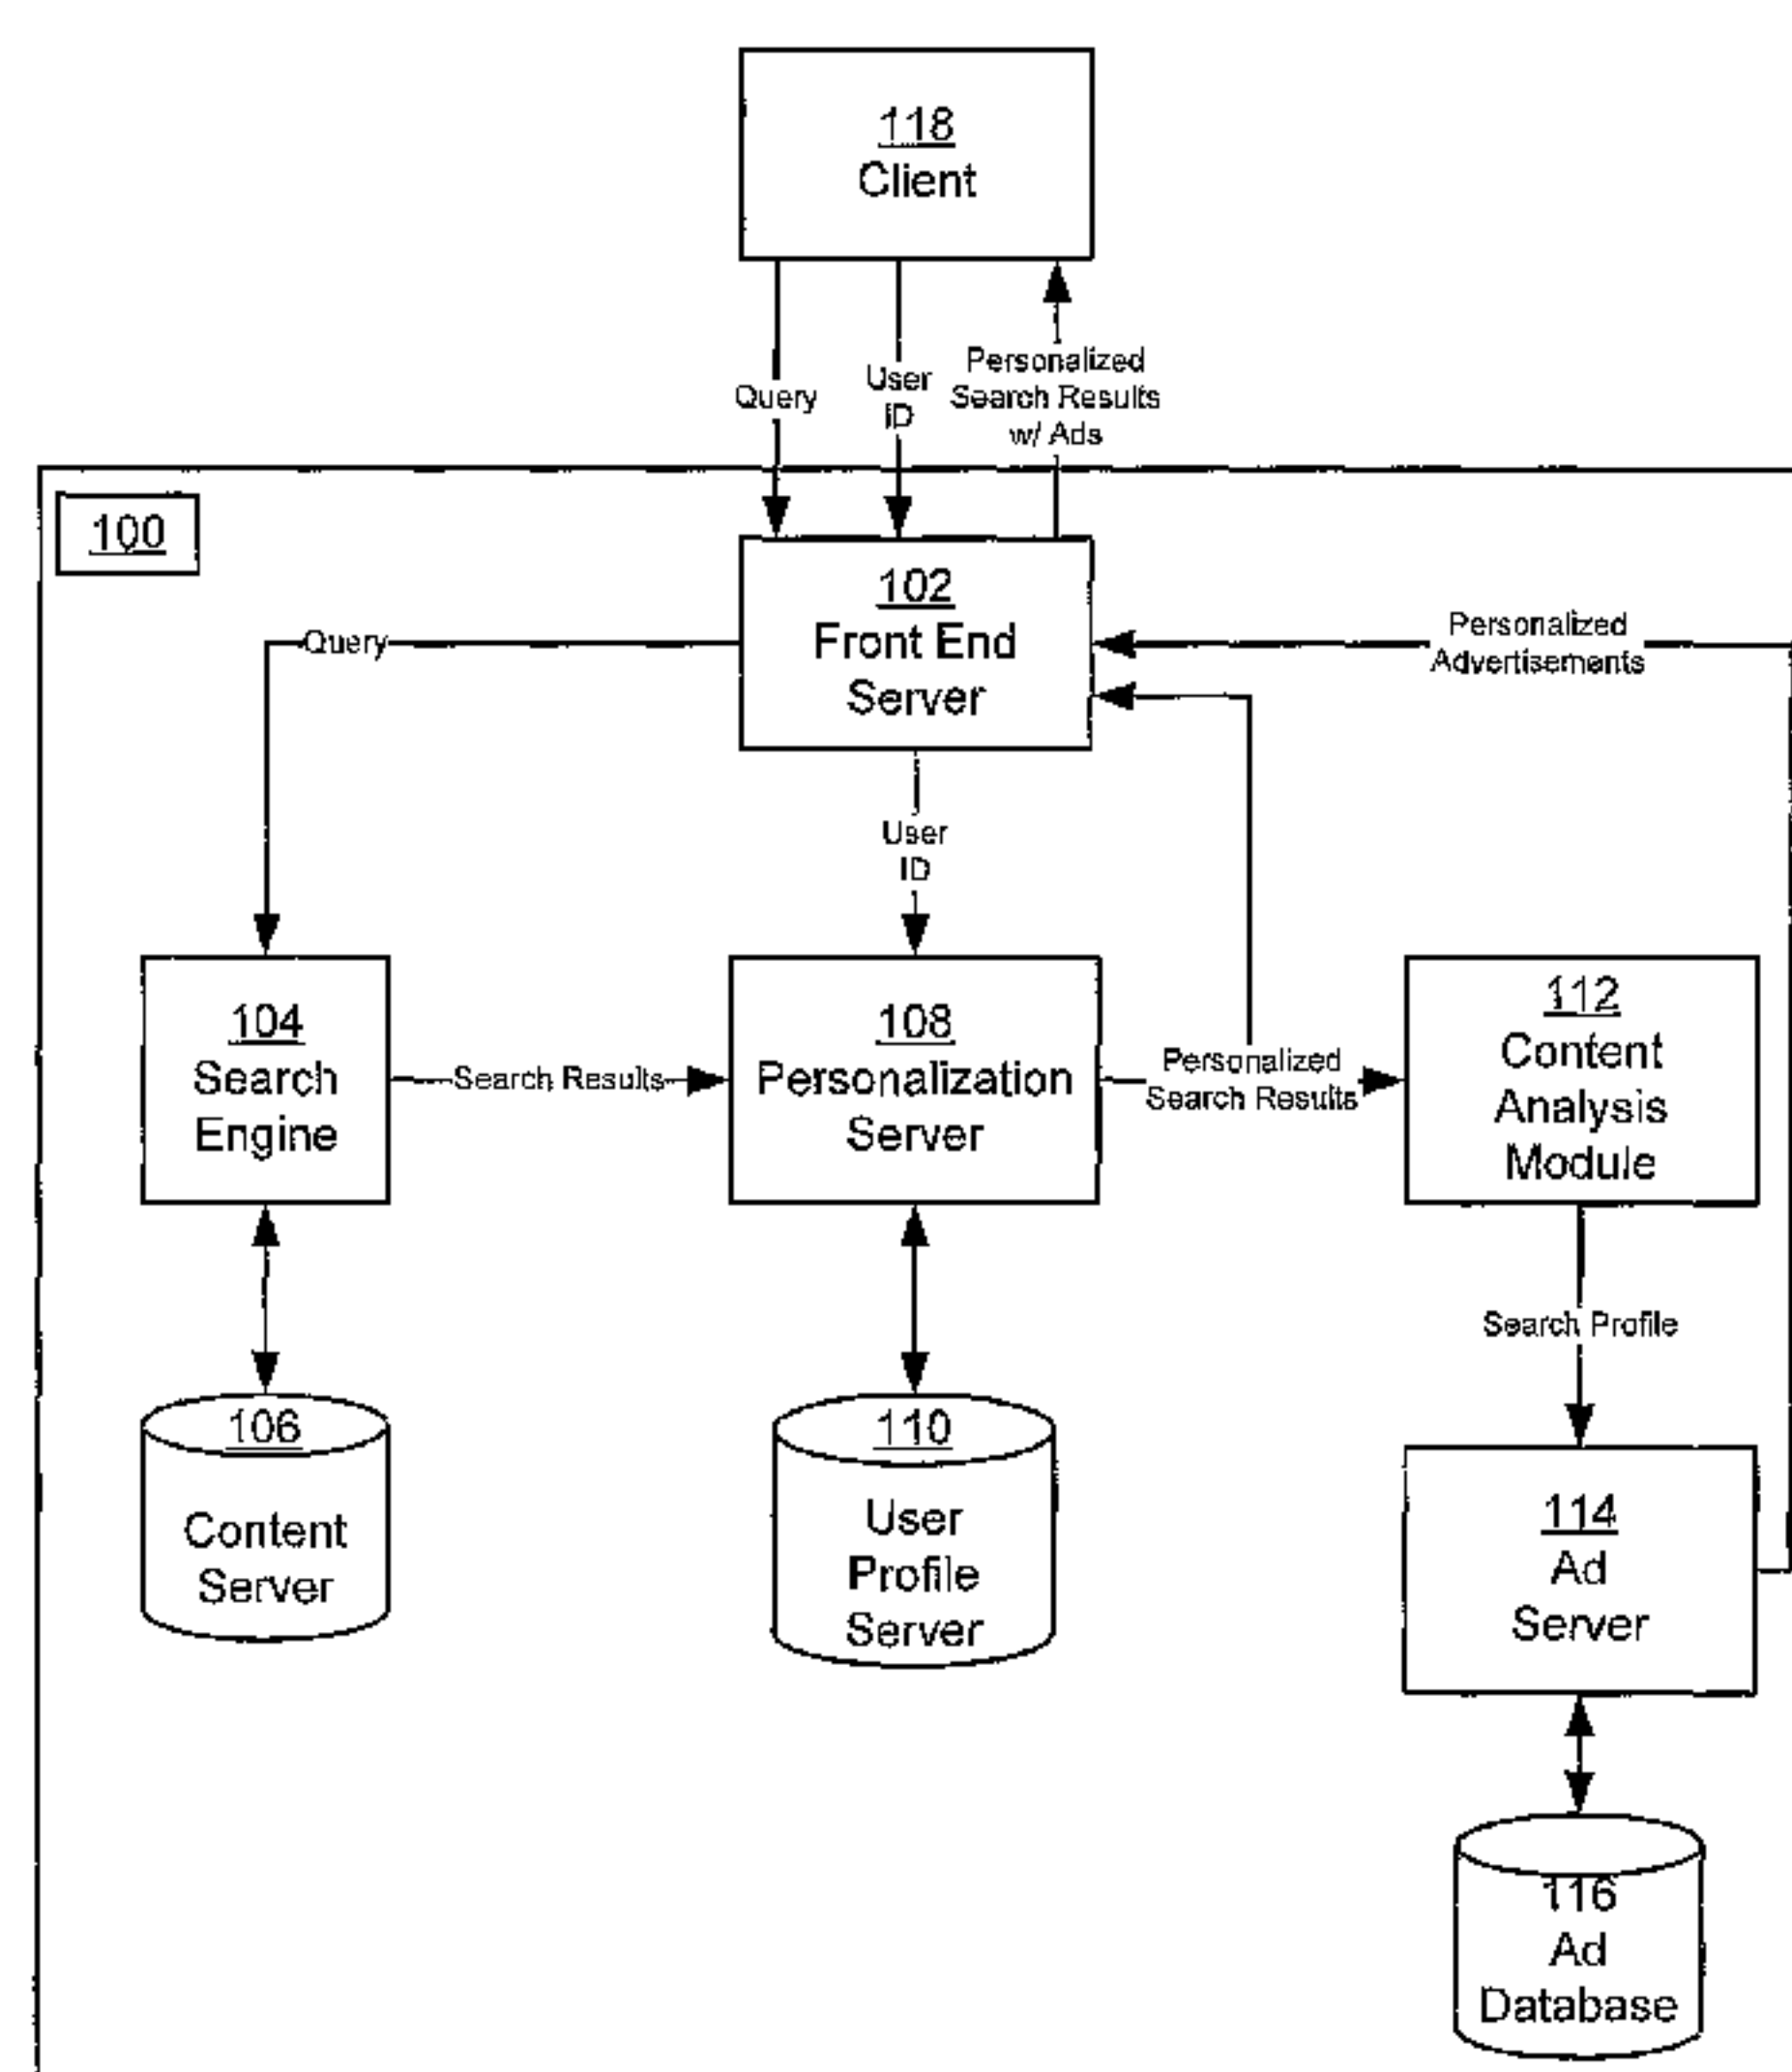 118
Client
Query
User
ID
Personalized
Search Results
w/ Ads
100
102
Front End
Server
Query
Personalized
Advertisements
User
ID
104
Search
Engine
Search Results
108
Personalization
Server
Personalized
Search Results
112
Content
Analysis
Module
Search Profile
106
Content
Server
110
User
Profile
Server
114
Ad
Server
116
Ad
Database